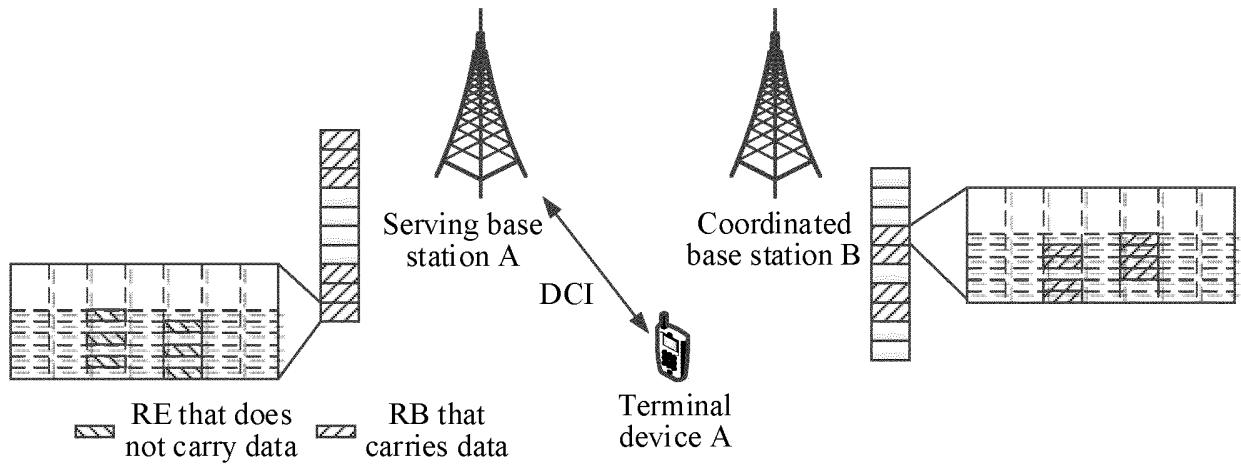 Serving base
station A
Coordinated
base station B
DCI
Terminal
device A
RE that does
not carry data
RB that
carries data